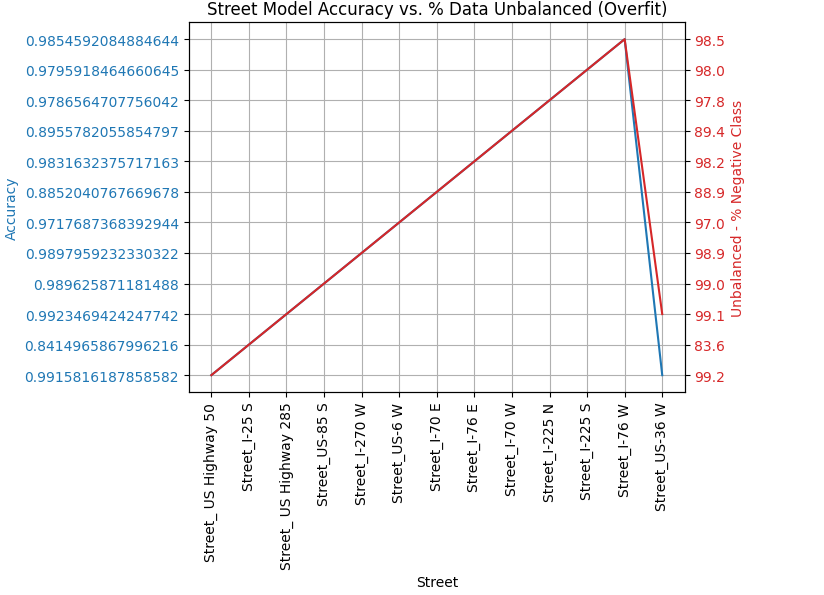 Street Model Accuracy vs. % Data Unbalanced (Overfit)
0.9854592084884644
0.9795918464660645
0.9786564707756042
0.8955782055854797
0.9831632375717163
0.8852040767669678
0.9717687368392944
0.9897959232330322
0.989625871181488
0.9923469424247742
0.8414965867996216
0.9915816187858582
Accuracy
98.5
98.0
97.8
89.4
98.2
88.9
97.0
98.9
99.0
99.1
83.6
99.2
Unbalanced - % Negative Class
Street_ US Highway 50
Street_I-25 S
Street_ US Highway 285
Street_US-85 S
Street_I-270 W
Street_US-6 W
Street_I-70 E
Street_I-76 E
Street_I-70 W
Street_I-225 N
Street_I-225 S
Street_I-76 W
Street_US-36 W
Street